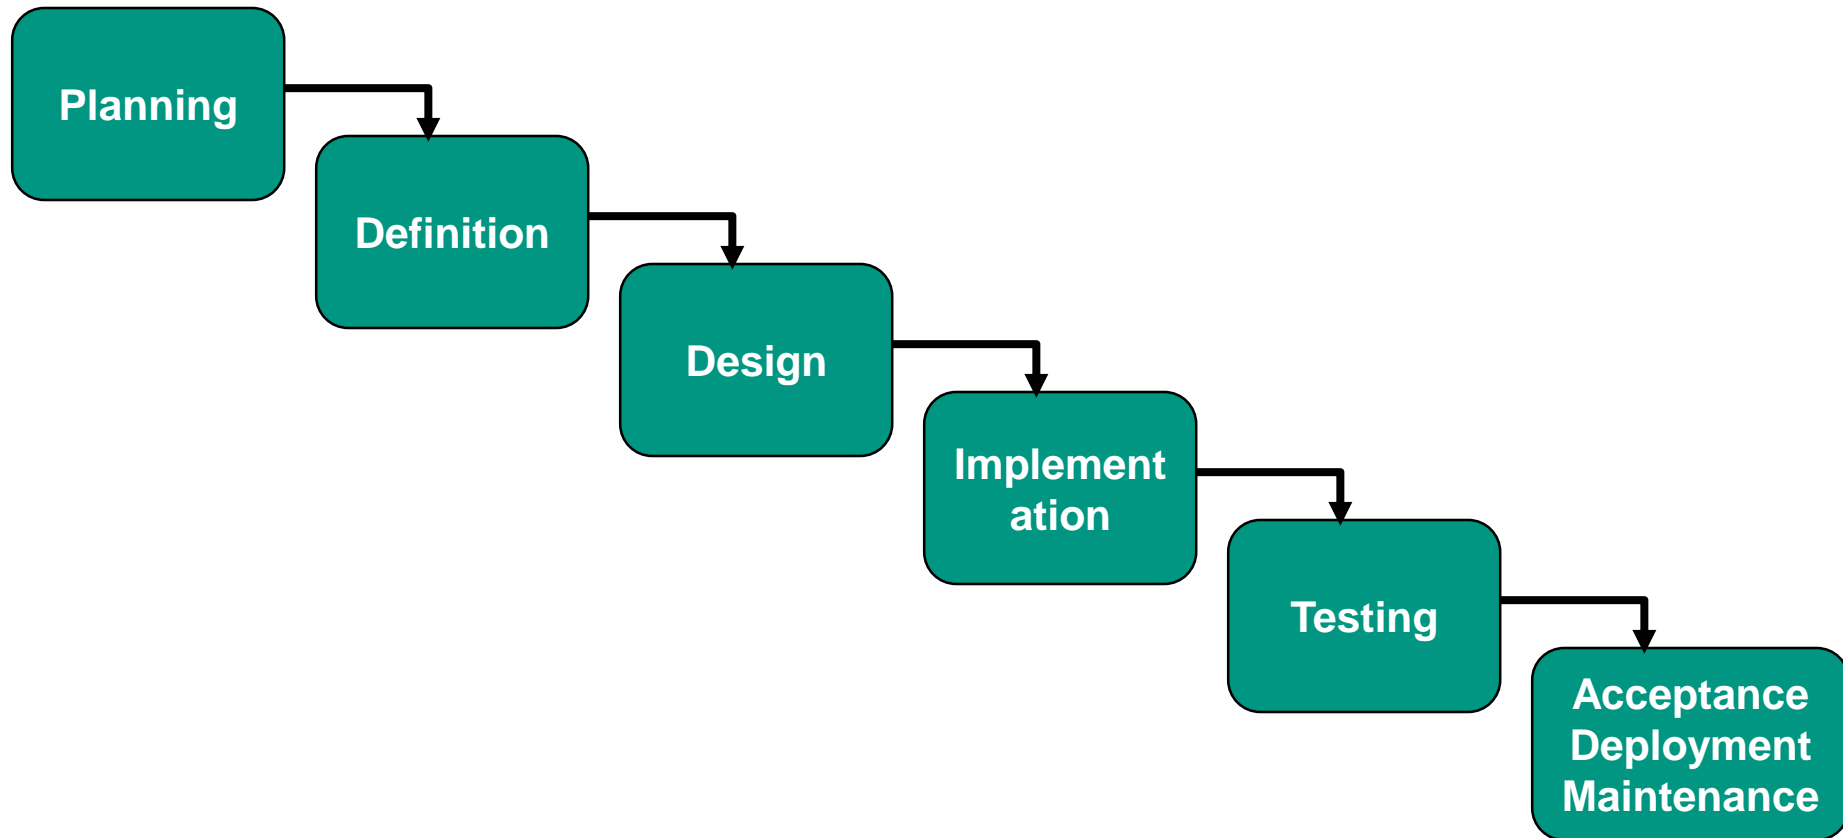 Planning
Definition
Design
Implement
ation
Testing
Acceptance
Deployment
Maintenance